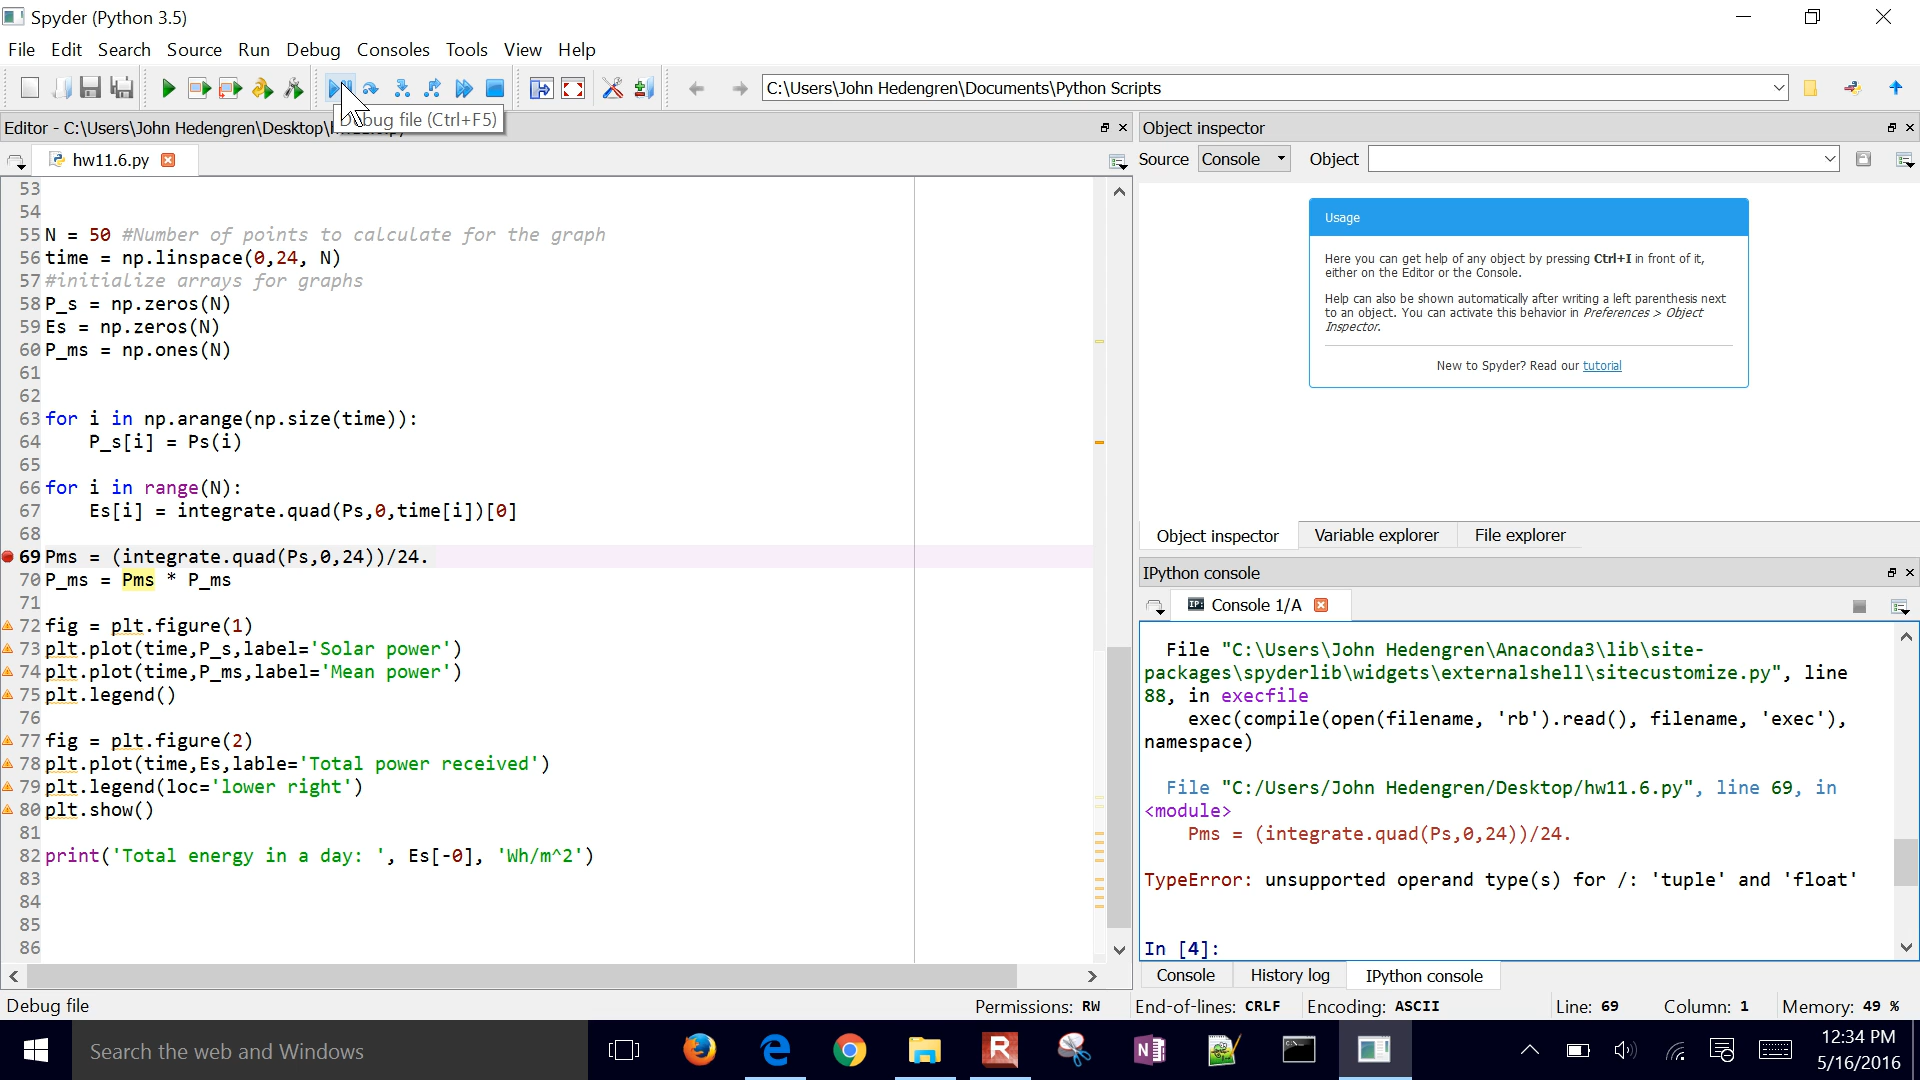 Spyder (Python 3.5)
File Edit Search Source Run Debug Consoles Tools View Help
C:\Users\John Hedengren\Documents\Python Scripts
bug file (Ctrl+F5)
Editor - C:\Users\John Hedengren\Desktop\
Object inspector
hw11.6.py
Source Console Object
53
54
55 N = 50 #Number of points to calculate for the graph
56 time = np.linspace(0,24, N)
57 #initialize arrays for graphs
58 P_s = np.zeros(N)
59 Es = np.zeros(N)
60 P_ms = np.ones(N)
61
62
63 for i in np.arange(np.size(time)):
64 P_s[i] = Ps(i)
65
66 for i in range(N):
67 Es[i] = integrate.quad(Ps,0,time[i])[0]
68
69 Pms = (integrate.quad(Ps,0,24))/24.
70 P_ms = Pms * P_ms
71
72 fig = plt.figure(1)
73 plt.plot(time,P_s,label='Solar power')
74 plt.plot(time,P_ms,label='Mean power')
75 plt.legend()
76
77 fig = plt.figure(2)
78 plt.plot(time,Es,lable='Total power received')
79 plt.legend(loc='lower right')
80 plt.show()
81
82 print('Total energy in a day: ', Es[-0], 'Wh/m^2')
83
84
85
86
Usage
Here you can get help of any object by pressing Ctrl+I in front of it,
either on the Editor or the Console.
Help can also be shown automatically after writing a left parenthesis next
to an object. You can activate this behavior in Preferences > Object
Inspector.
New to Spyder? Read our tutorial
Object inspector Variable explorer File explorer
IPython console
IP: Console 1/A
File "C:\Users\John Hedengren\Anaconda3\lib\site-
packages\spyderlib\widgets\externalshell\sitecustomize.py", line
88, in execfile
exec(compile(open(filename, 'rb').read(), filename, 'exec'),
namespace)
File "C:/Users/John Hedengren/Desktop/hw11.6.py", line 69, in
<module>
Pms = (integrate.quad(Ps,0,24))/24.
TypeError: unsupported operand type(s) for /: 'tuple' and 'float'
In [4]:
Console History log IPython console
Debug file
Permissions: RW End-of-lines: CRLF Encoding: ASCII Line: 69 Column: 1 Memory: 49 %
Search the web and Windows
12:34 PM
5/16/2016